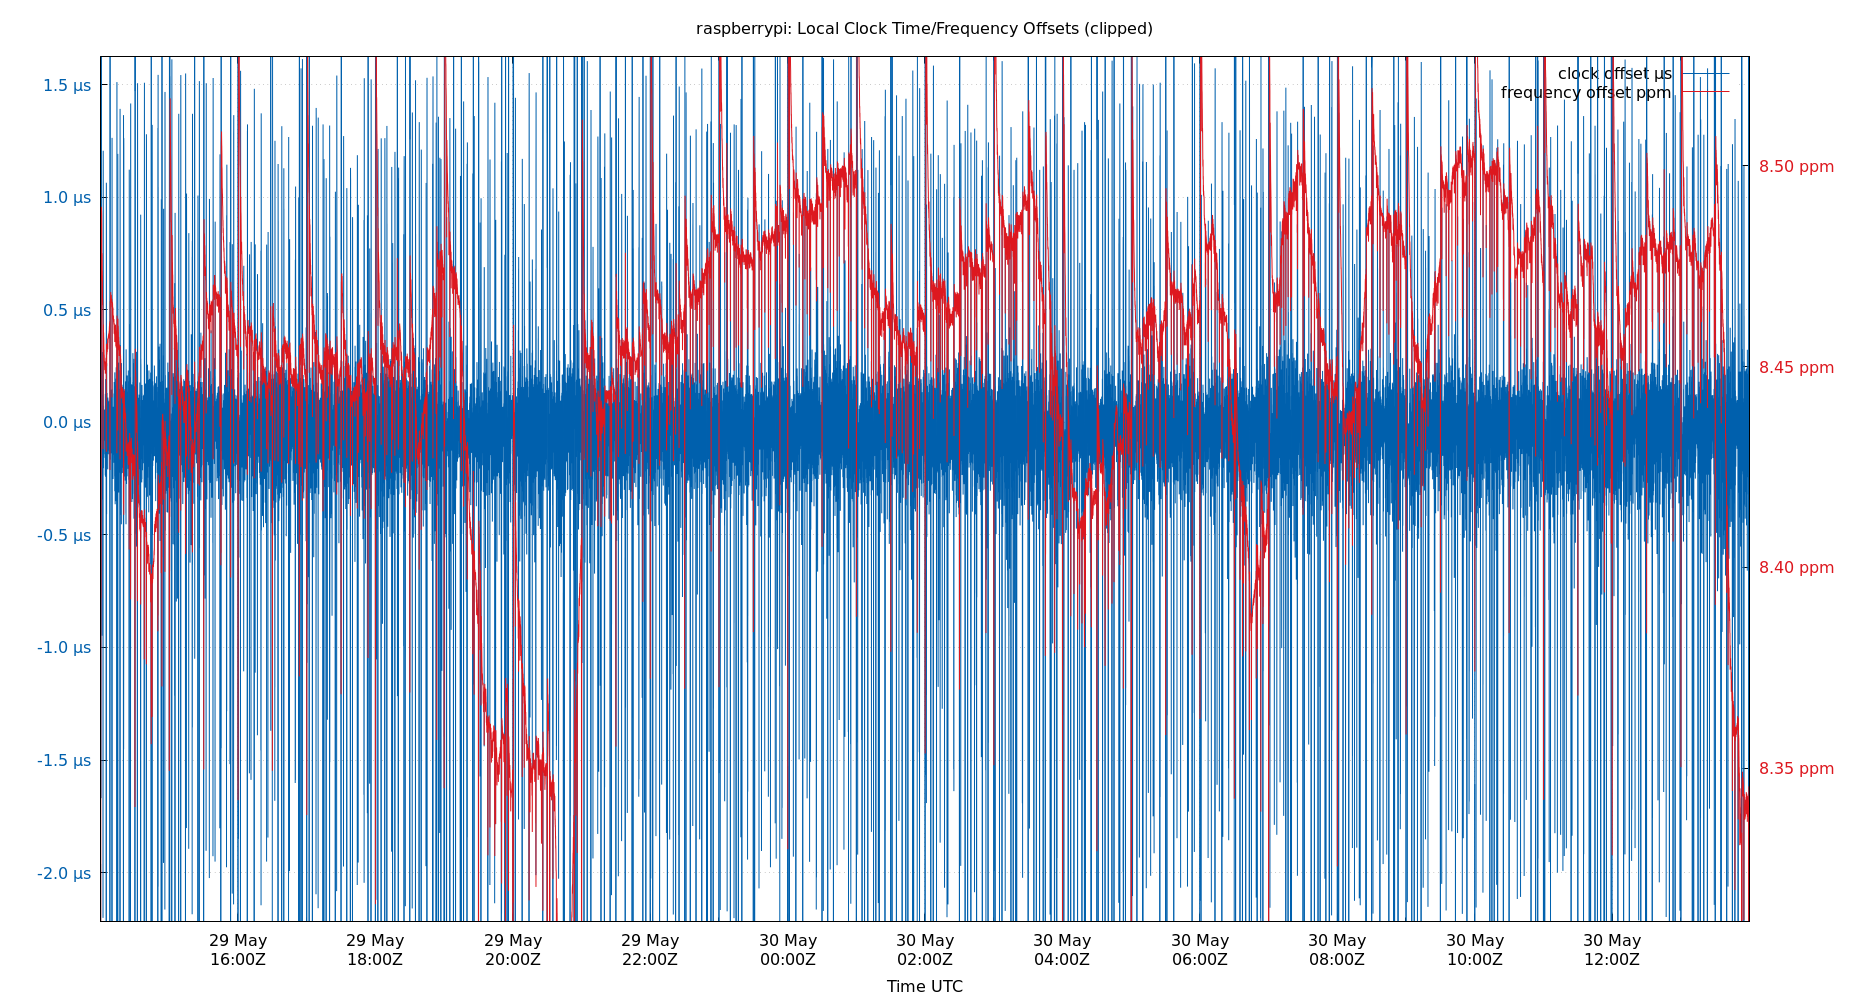 raspberrypi: Local Clock Time/Frequency Offsets (clipped)
clock offset µs
frequency offset ppm
1.5 µs
1.0 µs
0.5 µs
0.0 µs
-0.5 µs
-1.0 µs
-1.5 µs
-2.0 µs
8.50 ppm
8.45 ppm
8.40 ppm
8.35 ppm
29 May 29 May 29 May 29 May 30 May 30 May 30 May 30 May 30 May 30 May 30 May
16:00Z 18:00Z 20:00Z 22:00Z 00:00Z 02:00Z 04:00Z 06:00Z 08:00Z 10:00Z 12:00Z
Time UTC